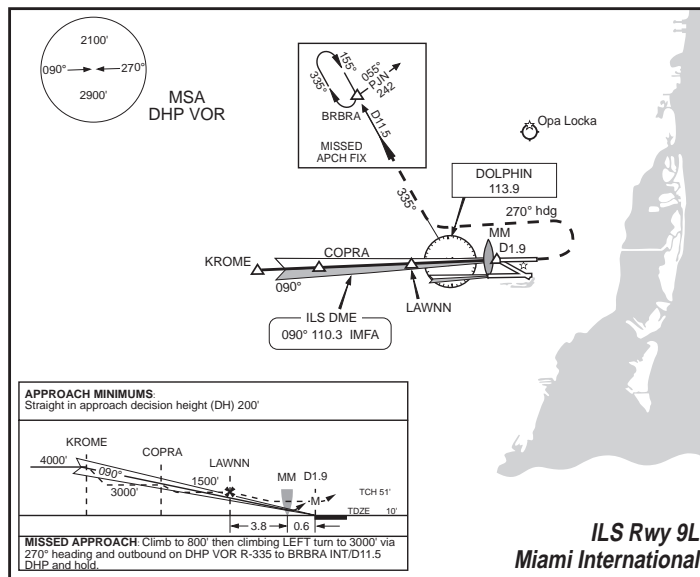 2100'
090° 270°
2900'
MSA
DHP VOR
155°
335°
055°
PJN
242
BRBRA
D11.5
MISSED
APCH FIX
Opa Locka
DOLPHIN
113.9
335°
270° hdg
MM
D1.9
KROME
COPRA
090°
LAWNN
ILS DME
090° 110.3 IMFA
APPROACH MINIMUMS:
Straight in approach decision height (DH) 200'
KROME
COPRA
LAWNN
MM D1.9
4000'
090°
3000'
1500'
M
TCH 51'
TDZE 10'
3.8 0.6
MISSED APPROACH: Climb to 800' then climbing LEFT turn to 3000' via
270° heading and outbound on DHP VOR R-335 to BRBRA INT/D11.5
DHP and hold.
ILS Rwy 9L
Miami International